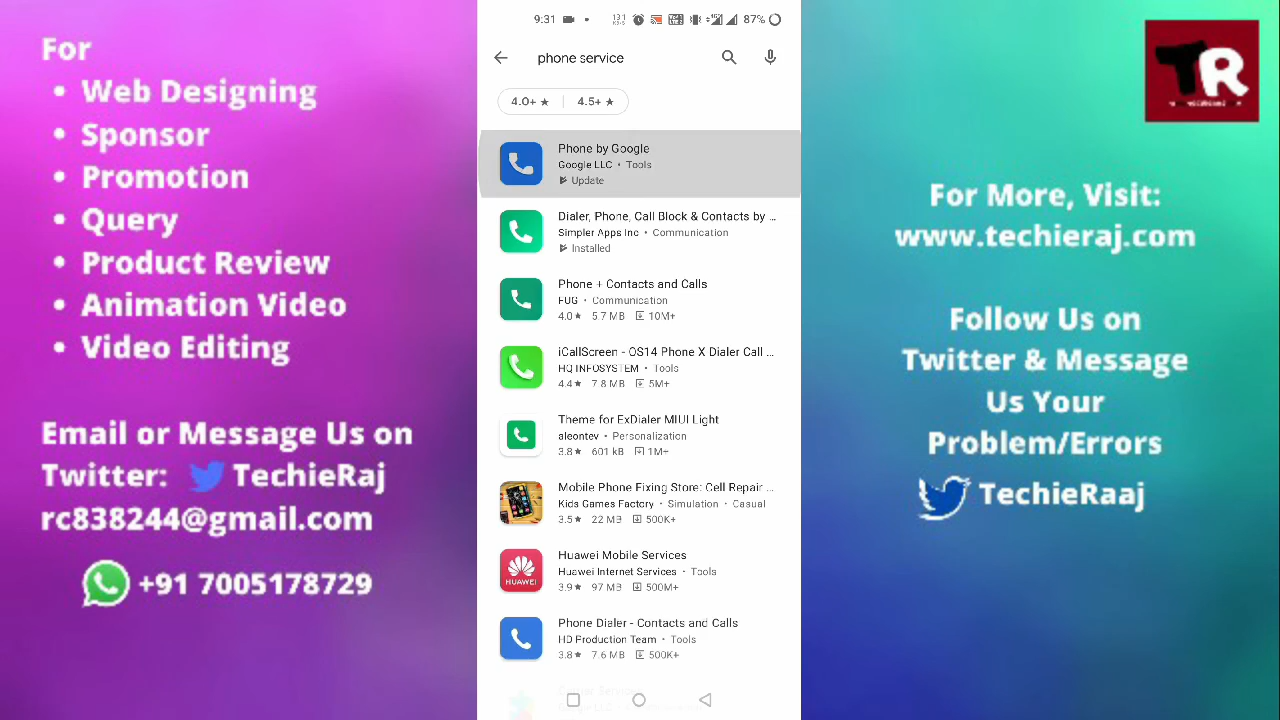 For
• Web Designing
• Sponsor
• Promotion
• Query
• Product Review
• Animation Video
• Video Editing
Email or Message Us on
Twitter: TechieRaj
rc838244@gmail.com
+91 7005178729
9:31
87%
phone service
4.0+ ★ 4.5+ ★
Phone by Google
Google LLC • Tools
Update
Dialer, Phone, Call Block & Contacts by ...
Simpler Apps Inc • Communication
Installed
Phone + Contacts and Calls
FUG • Communication
4.0★ 5.7 MB 10M+
iCallScreen - OS14 Phone X Dialer Call ...
HQ INFOSYSTEM • Tools
4.4★ 7.8 MB 5M+
Theme for ExDialer MIUI Light
aleontev • Personalization
3.8★ 601 kB 1M+
Mobile Phone Fixing Store: Cell Repair ...
Kids Games Factory • Simulation • Casual
3.5★ 22 MB 500K+
HUAWEI
Huawei Mobile Services
Huawei Internet Services • Tools
3.9★ 97 MB 500M+
Phone Dialer - Contacts and Calls
HD Production Team • Tools
3.8★ 7.6 MB 500K+
TR
For More, Visit:
www.techieraj.com
Follow Us on
Twitter & Message
Us Your
Problem/Errors
TechieRaaj